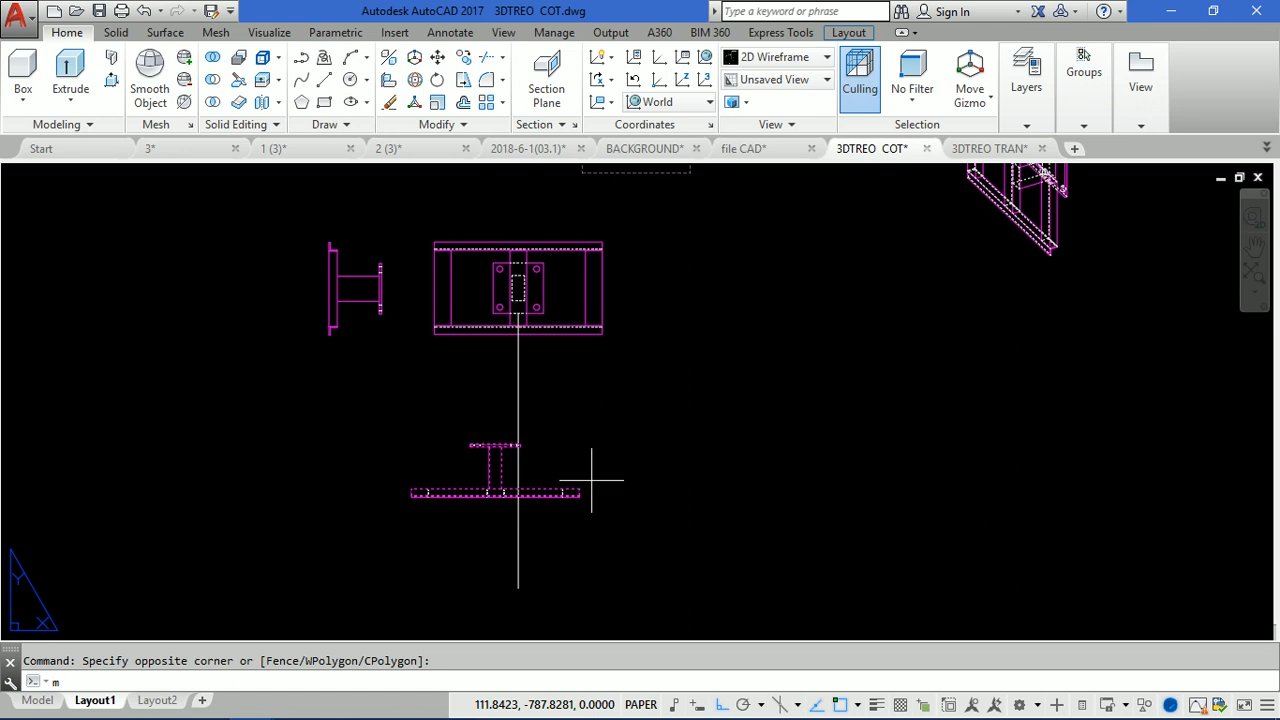 Autodesk AutoCAD 2017 3DTREO COT.dwg
Type a keyword or phrase
Sign In
Home Solid Surface Mesh Visualize Parametric Insert Annotate View Manage Output A360 BIM 360 Express Tools Layout
Box
Extrude
Smooth Object
Section Plane
World
2D Wireframe
Unsaved View
Culling
No Filter
Move Gizmo
Layers
Groups
View
Modeling Mesh Solid Editing Draw Modify Section Coordinates View Selection
Start 3* 1 (3)* 2 (3)* 2018-6-1(03.1)* BACKGROUND* file CAD* 3DTREO COT* 3DTREO TRAN*
Y
X
Command: Specify opposite corner or [Fence/WPolygon/CPolygon]:
m
Model Layout1 Layout2
111.8423, -787.8281, 0.0000 PAPER